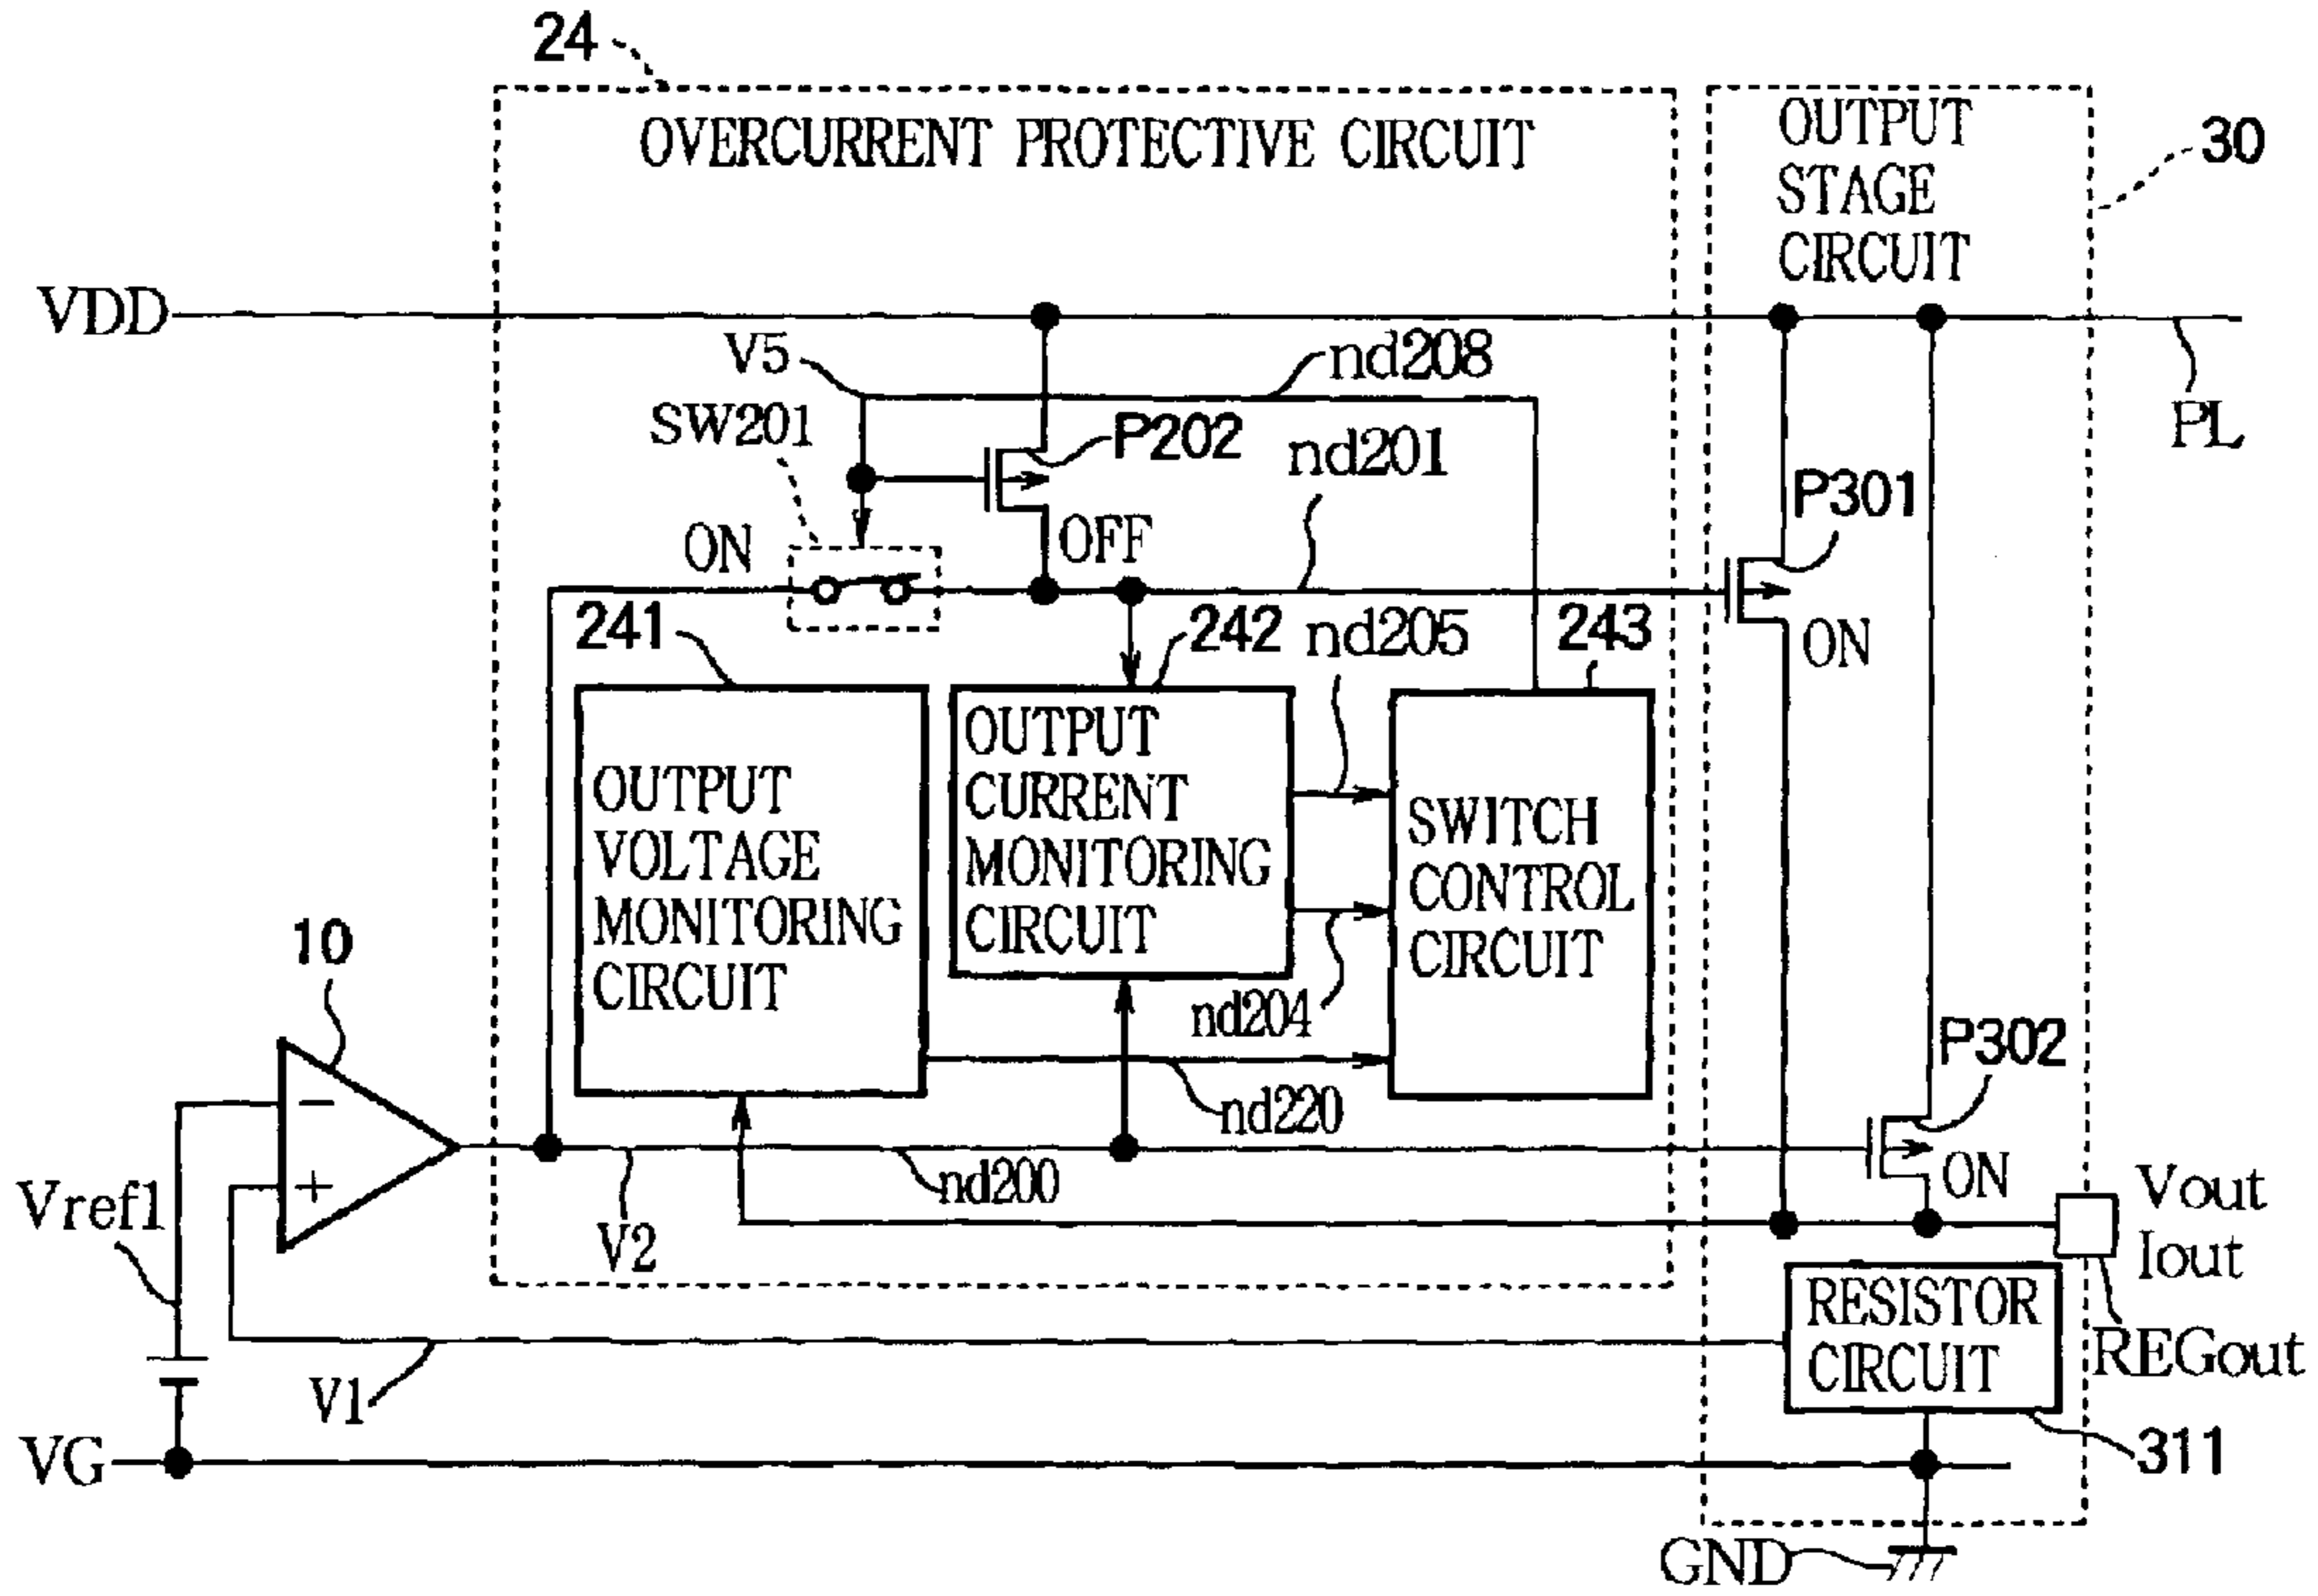 24
OVERCURRENT PROTECTIVE CIRCUIT
OUTPUT
STAGE
CIRCUIT
30
VDD
V5
nd208
PL
SW201
P202
nd201
P301
ON
OFF
241
242
nd205
243
ON
OUTPUT
VOLTAGE
MONITORING
CIRCUIT
OUTPUT
CURRENT
MONITORING
CIRCUIT
SWITCH
CONTROL
CIRCUIT
10
nd204
P302
nd220
−
+
Vref1
V2
nd200
ON
Vout
Iout
RESISTOR
CIRCUIT
REGout
V1
VG
311
GND